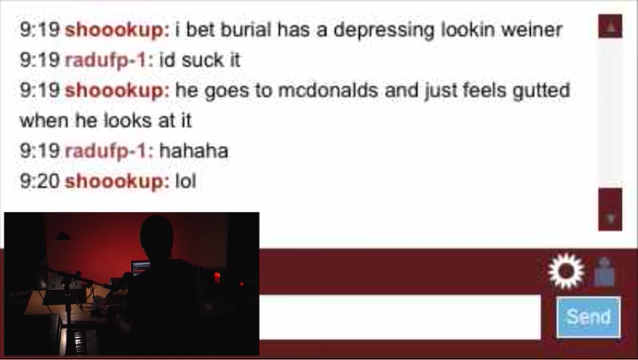 9:19 shoookup: i bet burial has a depressing lookin weiner
9:19 radufp-1: id suck it
9:19 shoookup: he goes to mcdonalds and just feels gutted
when he looks at it
9:19 radufp-1: hahaha
9:20 shoookup: lol
Send